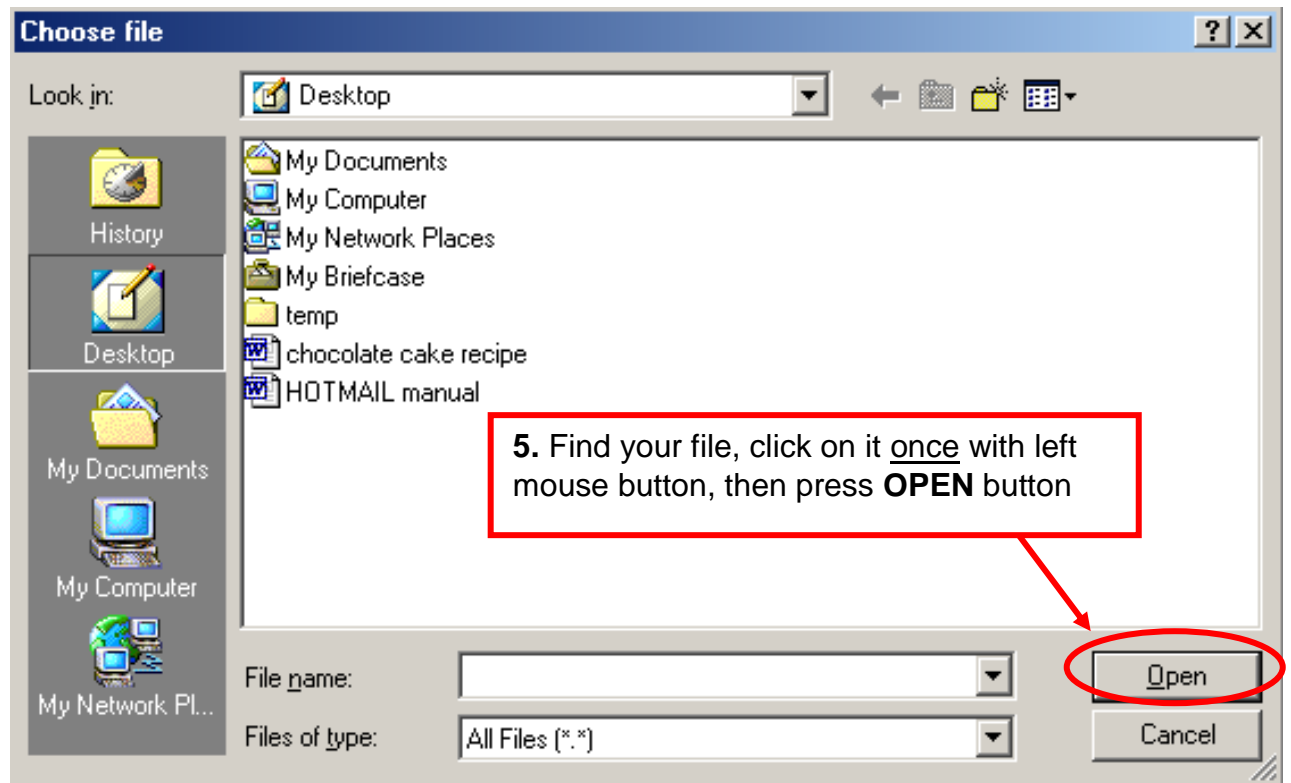 Choose file
Look in:
Desktop
History
Desktop
My Documents
My Computer
My Network Pl...
My Documents
My Computer
My Network Places
My Briefcase
temp
chocolate cake recipe
HOTMAIL manual
5. Find your file, click on it once with left
mouse button, then press OPEN button
File name:
Open
Files of type:
All Files (*.*)
Cancel